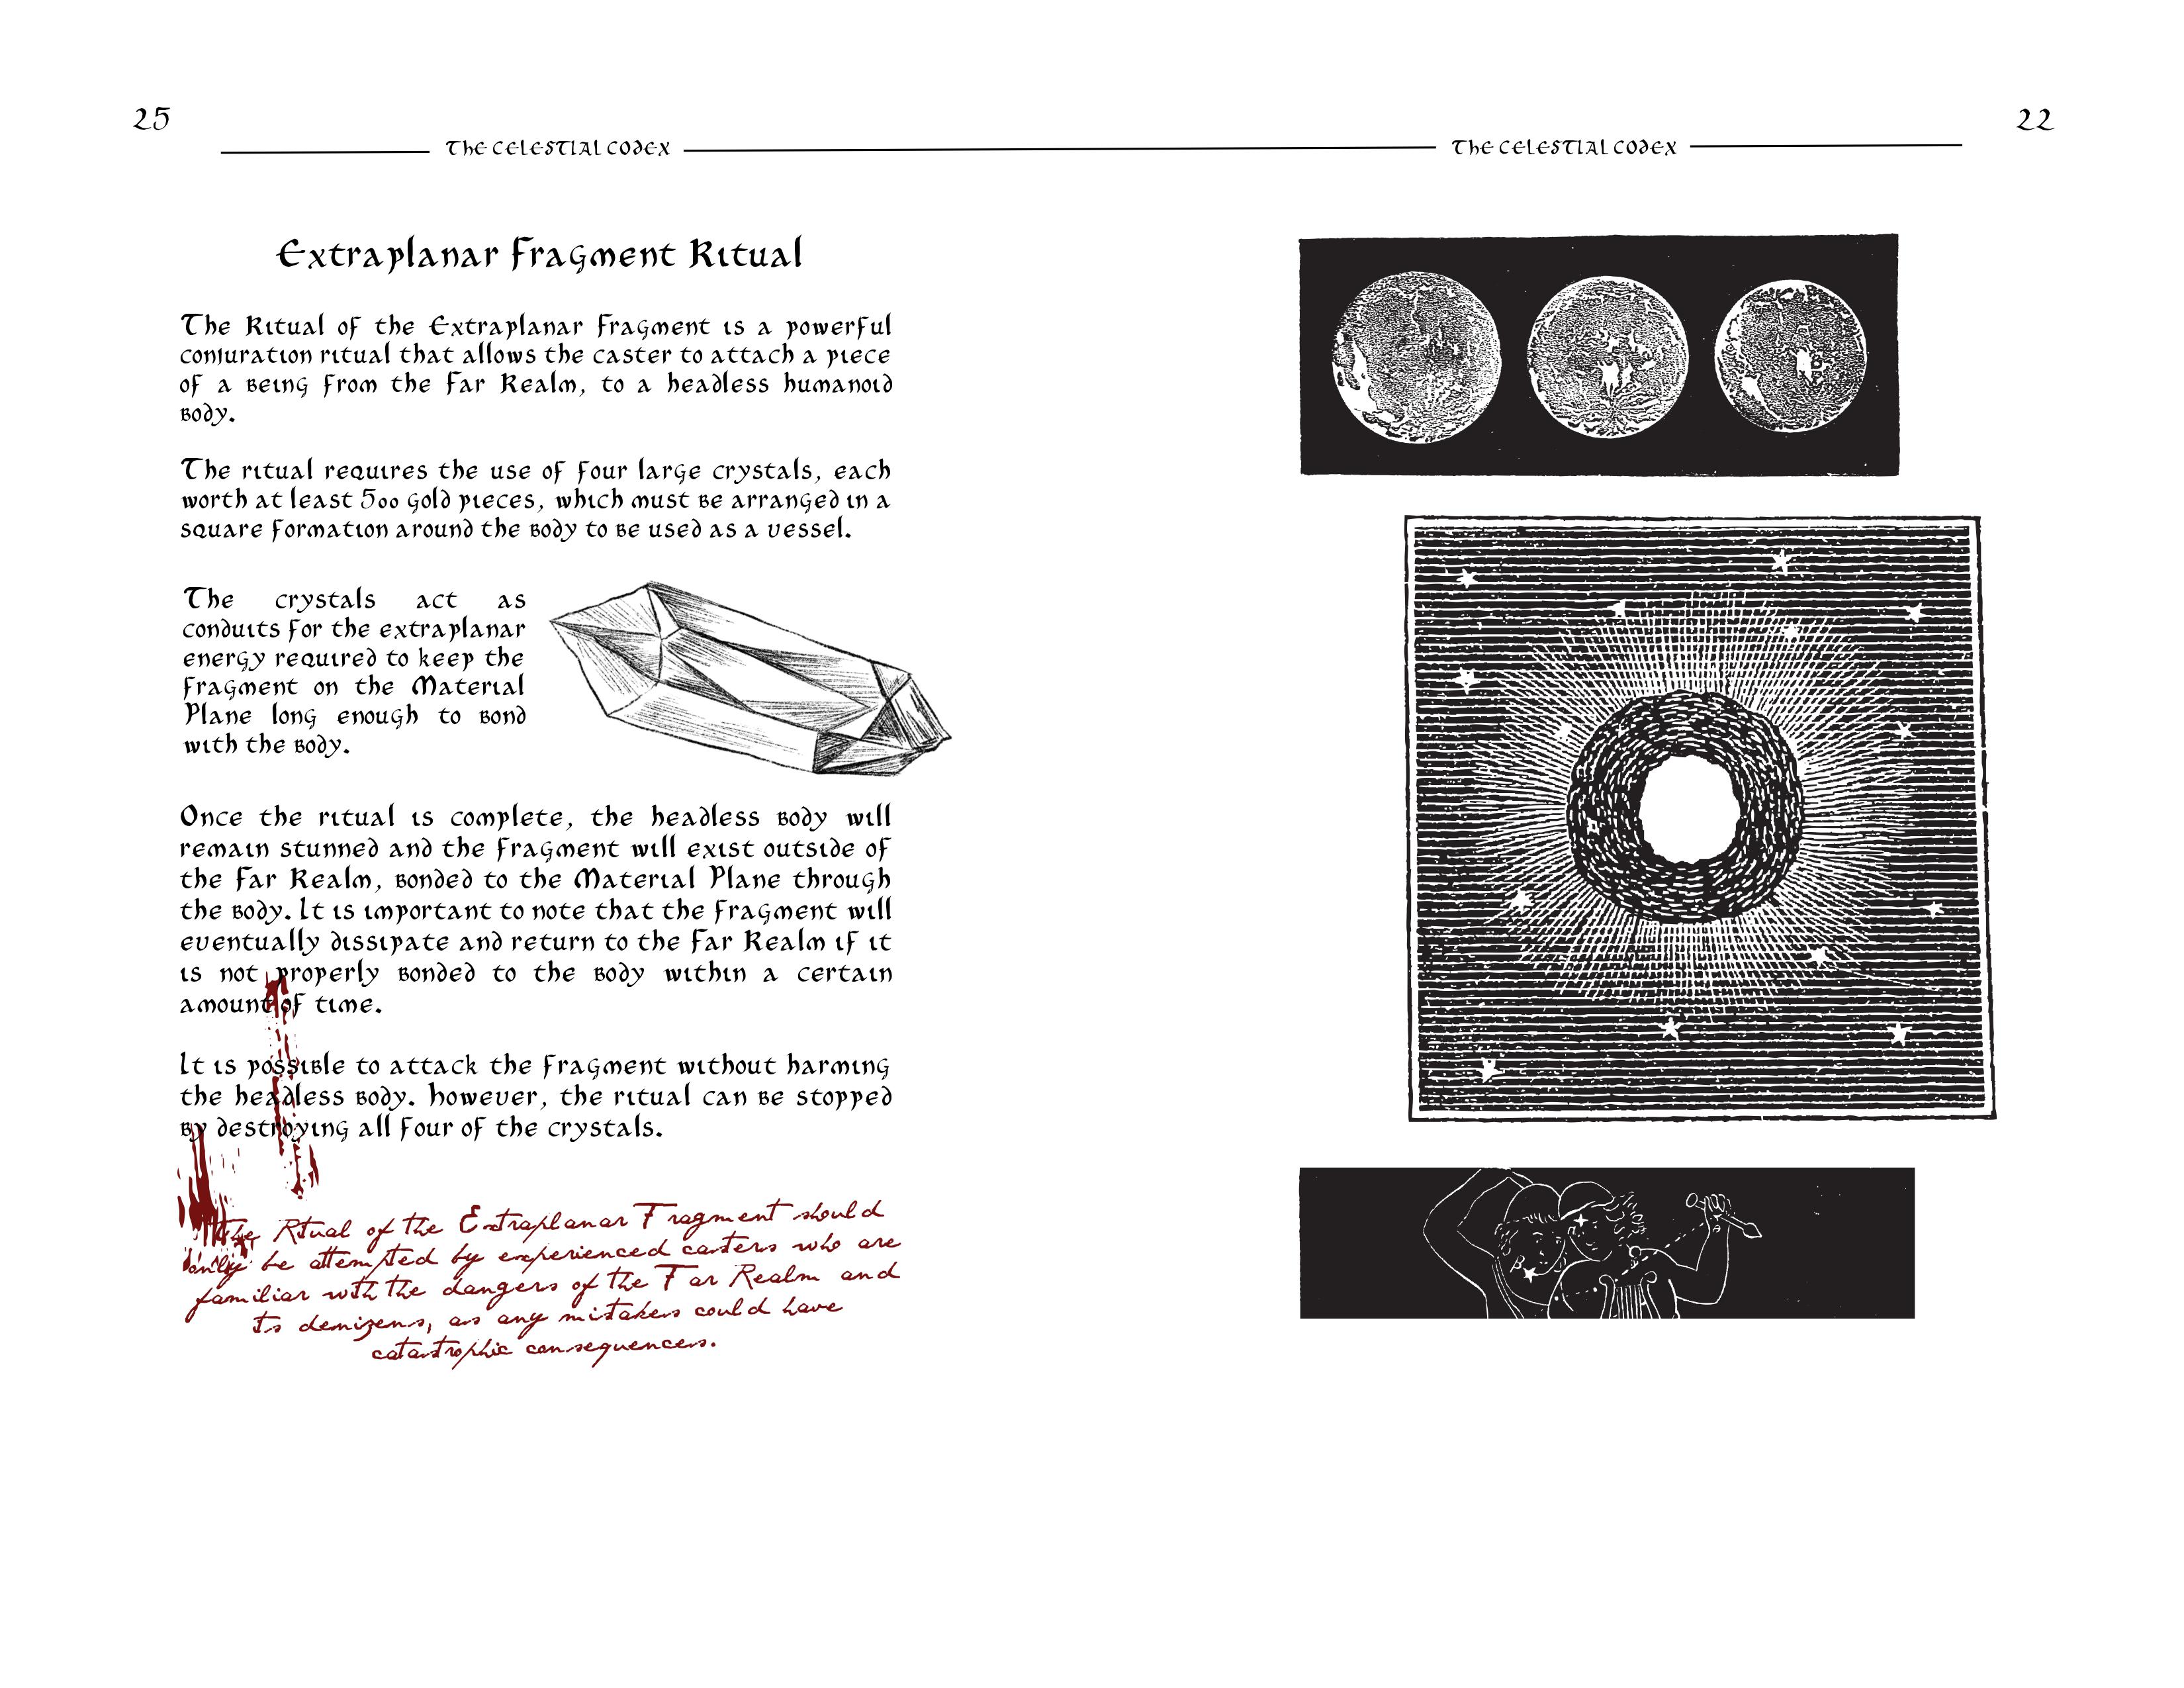 25
THE CELESTIAL CODEX
Extraplanar Fragment Ritual
The Ritual of the Extraplanar Fragment is a powerful
conjuration ritual that allows the caster to attach a piece
of a being from the Far Realm, to a headless humanoid
body.
The ritual requires the use of four large crystals, each
worth at least 500 gold pieces, which must be arranged in a
square formation around the body to be used as a vessel.
The crystals act as
conduits for the extraplanar
energy required to keep the
fragment on the Material
Plane long enough to bond
with the body.
Once the ritual is complete, the headless body will
remain stunned and the fragment will exist outside of
the Far Realm, bonded to the Material Plane through
the body. It is important to note that the fragment will
eventually dissipate and return to the Far Realm if it
is not properly bonded to the body within a certain
amount of time.
It is possible to attack the fragment without harming
the headless body. However, the ritual can be stopped
by destroying all four of the crystals.
The Ritual of the Extraplanar Fragment should
only be attempted by experienced casters who are
familiar with the dangers of the Far Realm and
its denizens, as any mistakes could have
catastrophic consequences.
22
THE CELESTIAL CODEX
β